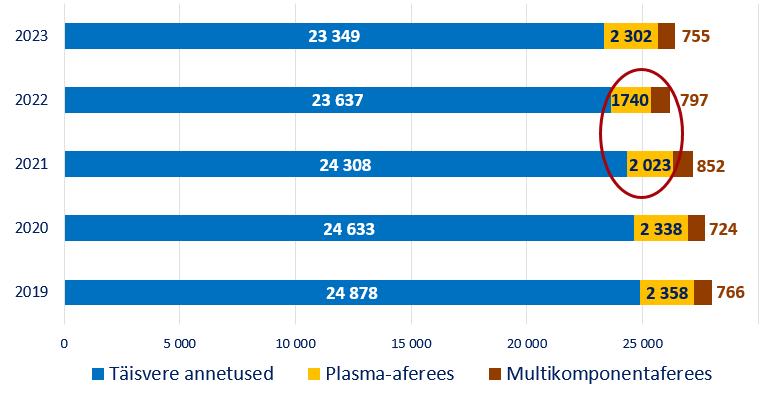 2023 23 349 2 302 755
2022 23 637 1740 797
2021 24 308 2 023 852
2020 24 633 2 338 724
2019 24 878 2 358 766
0 5 000 10 000 15 000 20 000 25 000
Täisvere annetused Plasma-aferees Multikomponentaferees